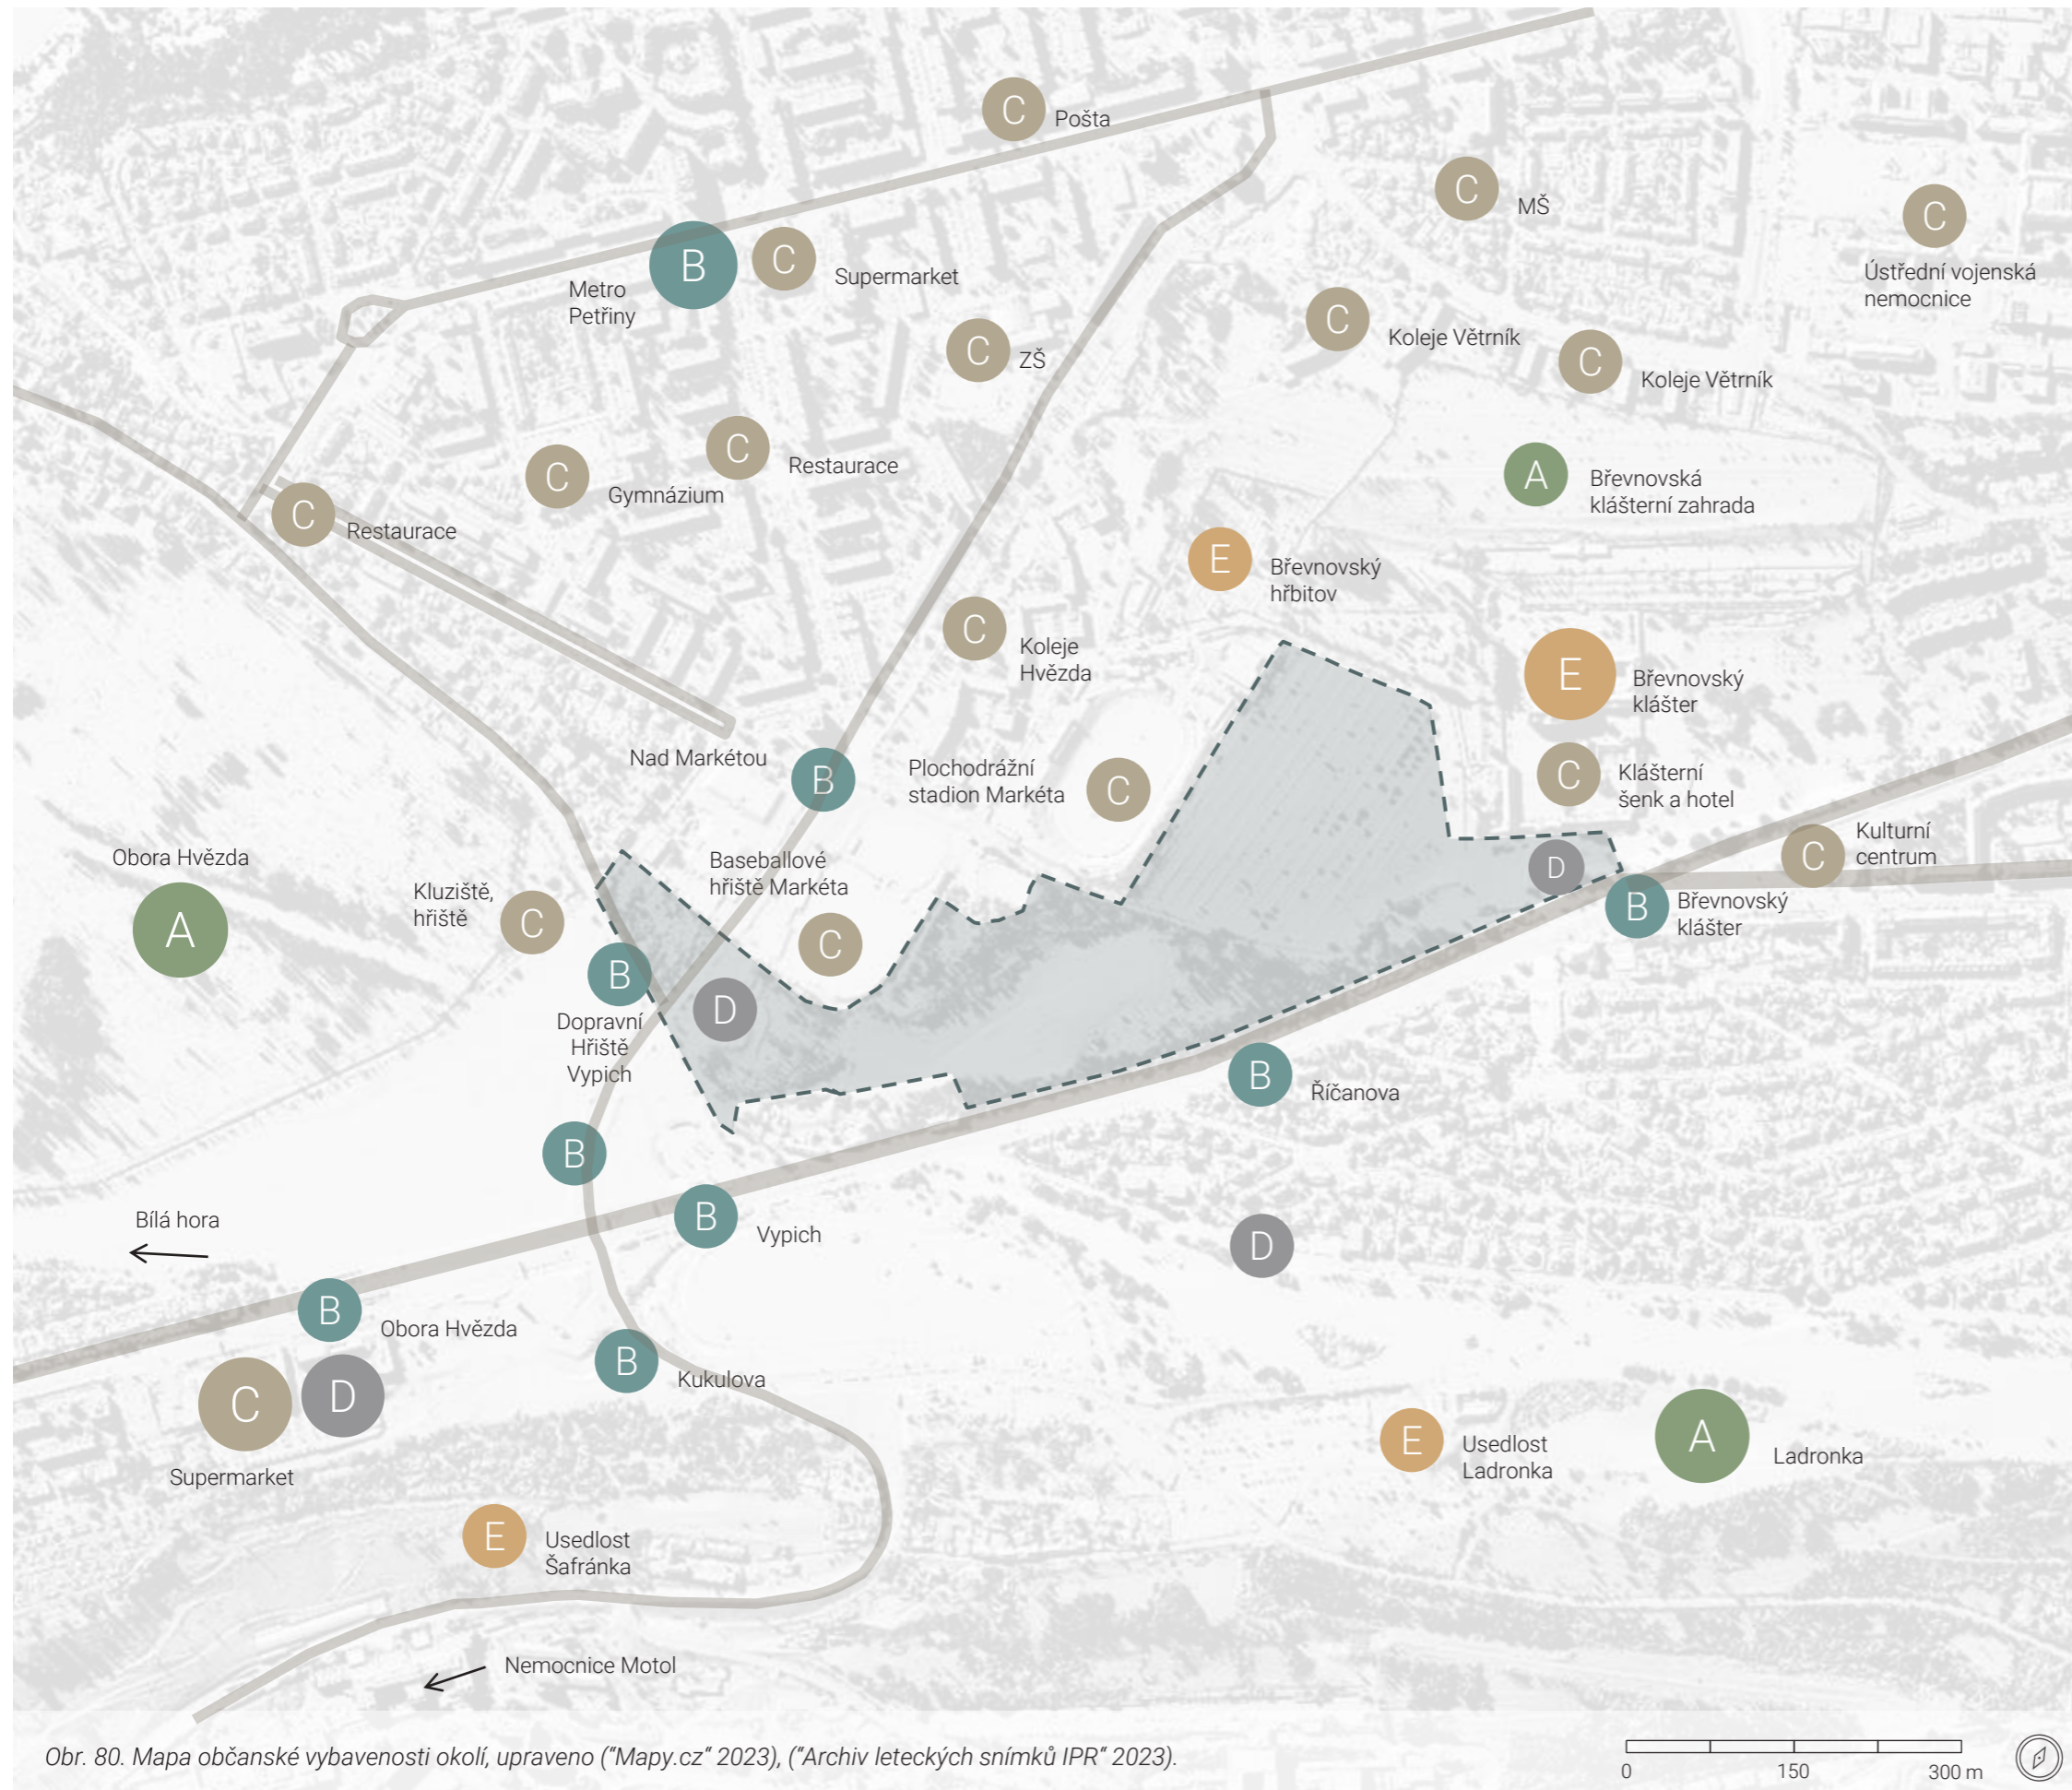 C
Pošta
C
MŠ
C
Ústřední vojenská
nemocnice
B
Metro
Petřiny
C
Supermarket
C
ZŠ
C
Koleje Větrník
C
Koleje Větrník
C
Restaurace
C
Gymnázium
C
Restaurace
A
Břevnovská
klášterní zahrada
E
Břevnovský
hřbitov
C
Koleje
Hvězda
E
Břevnovský
klášter
Nad Markétou
B
Plochodrážní
stadion Markéta
C
C
Klášterní
šenk a hotel
C
Kulturní
centrum
D
B
Břevnovský
klášter
Obora Hvězda
A
Kluziště,
hřiště
C
Baseballové
hřiště Markéta
C
B
Dopravní
Hřiště
Vypich
D
B
Říčanova
B
B
Vypich
Bílá hora
D
B
Obora Hvězda
B
Kukulova
C
D
Supermarket
E
Usedlost
Ladronka
A
Ladronka
E
Usedlost
Šafránka
Nemocnice Motol
Obr. 80. Mapa občanské vybavenosti okolí, upraveno ("Mapy.cz" 2023), ("Archiv leteckých snímků IPR" 2023).
0 150 300 m